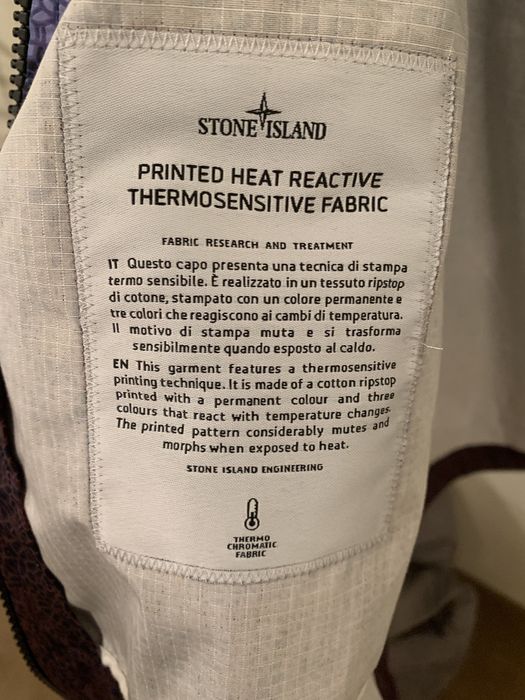 STONE ISLAND
PRINTED HEAT REACTIVE
THERMOSENSITIVE FABRIC
FABRIC RESEARCH AND TREATMENT
IT Questo capo presenta una tecnica di stampa
termo sensibile. È realizzato in un tessuto ripstop
di cotone, stampato con un colore permanente e
tre colori che reagiscono ai cambi di temperatura.
Il motivo di stampa muta e si trasforma
sensibilmente quando esposto al caldo.
EN This garment features a thermosensitive
printing technique. It is made of a cotton ripstop
printed with a permanent colour and three
colours that react with temperature changes.
The printed pattern considerably mutes and
morphs when exposed to heat.
STONE ISLAND ENGINEERING
THERMO
CHROMATIC
FABRIC